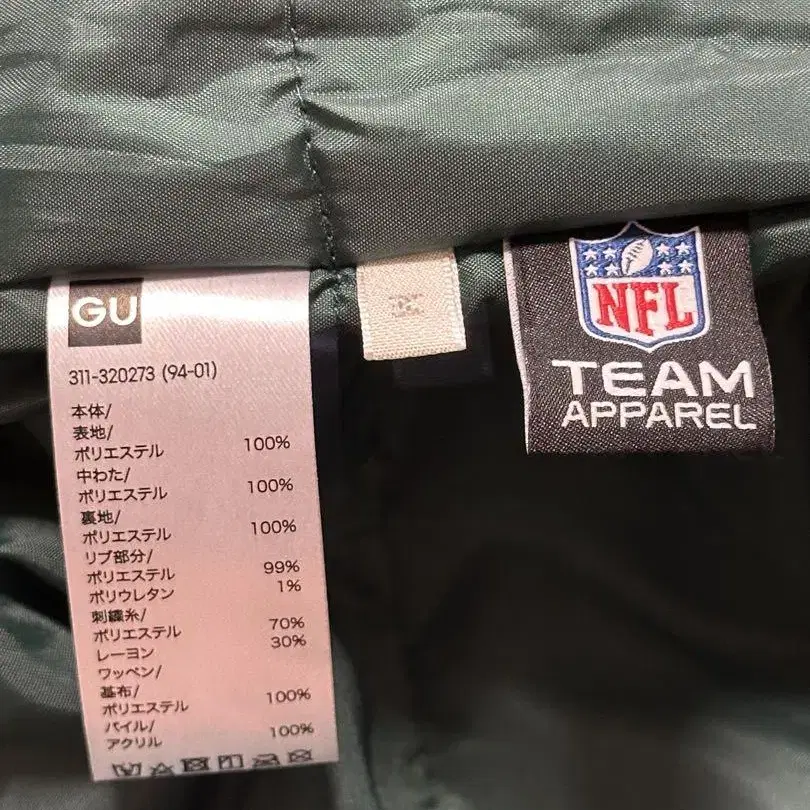 GU
311-320273 (94-01)
本体/
表地/
ポリエステル 100%
中わた/
ポリエステル 100%
裏地/
ポリエステル 100%
リブ部分/
ポリエステル 99%
ポリウレタン 1%
刺繍糸/
ポリエステル 70%
レーヨン 30%
ワッペン/
基布/
ポリエステル 100%
パイル/
アクリル 100%
NFL
TEAM
APPAREL